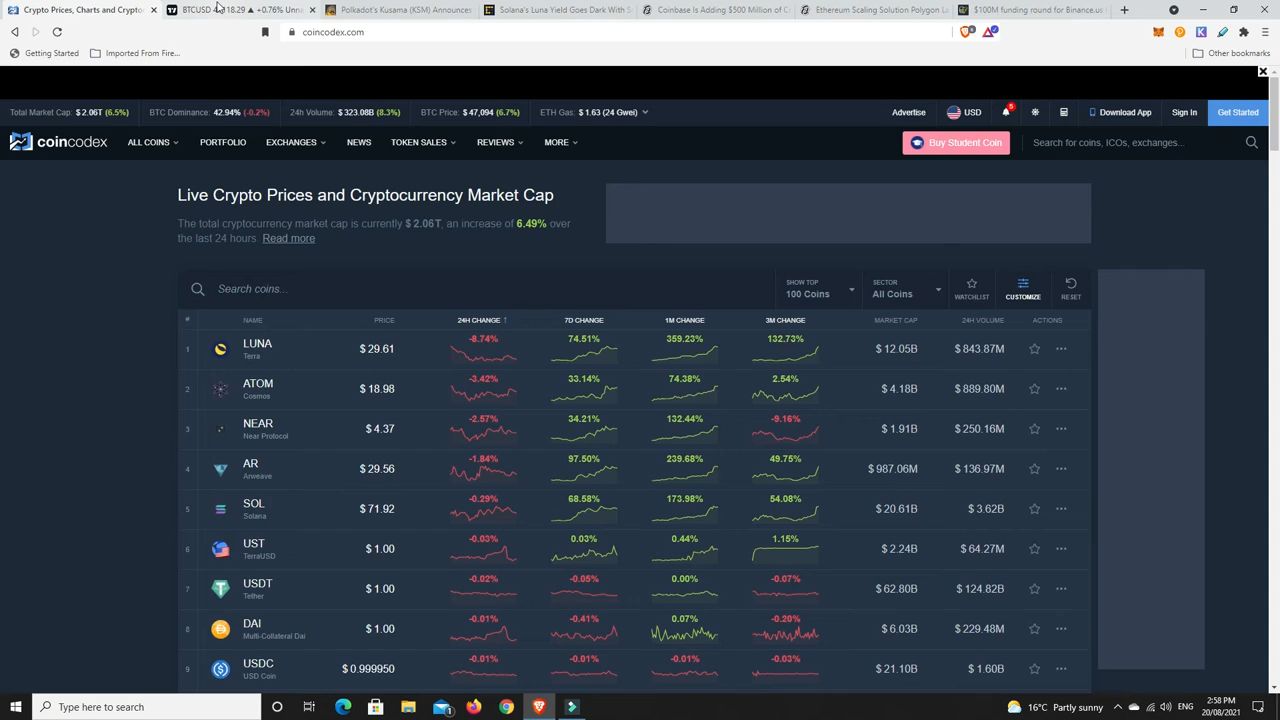 Crypto Prices, Charts and Cryptoc
BTCUSD 4 18.29 ▲ +0.76% Unna
Polkadot's Kusama (KSM) Announces
Solana's Luna Yield Goes Dark With S
Coinbase Is Adding $500 Million of C
Ethereum Scaling Solution Polygon La
$100M funding round for Binance.us
coincodex.com
Getting Started
Imported From Fire...
Other bookmarks
Total Market Cap: $ 2.06T (6.5%)
BTC Dominance: 42.94% (-0.2%)
24h Volume: $ 323.08B (8.3%)
BTC Price: $ 47,094 (6.7%)
ETH Gas: $ 1.63 (24 Gwei)
Advertise
USD
5
Download App
Sign In
Get Started
coincodex
ALL COINS
PORTFOLIO
EXCHANGES
NEWS
TOKEN SALES
REVIEWS
MORE
Buy Student Coin
Search for coins, ICOs, exchanges...
Live Crypto Prices and Cryptocurrency Market Cap
The total cryptocurrency market cap is currently $ 2.06T, an increase of 6.49% over
the last 24 hours. Read more
Search coins...
SHOW TOP
100 Coins
SECTOR
All Coins
WATCHLIST
CUSTOMIZE
RESET
# NAME PRICE 24H CHANGE ↑ 7D CHANGE 1M CHANGE 3M CHANGE MARKET CAP 24H VOLUME ACTIONS
1 LUNA Terra $ 29.61 -8.74% 74.51% 359.23% 132.73% $ 12.05B $ 843.87M
2 ATOM Cosmos $ 18.98 -3.42% 33.14% 74.38% 2.54% $ 4.18B $ 889.80M
3 NEAR Near Protocol $ 4.37 -2.57% 34.21% 132.44% -9.16% $ 1.91B $ 250.16M
4 AR Arweave $ 29.56 -1.84% 97.50% 239.68% 49.75% $ 987.06M $ 136.97M
5 SOL Solana $ 71.92 -0.29% 68.58% 173.98% 54.08% $ 20.61B $ 3.62B
6 UST TerraUSD $ 1.00 -0.03% 0.03% 0.44% 1.15% $ 2.24B $ 64.27M
7 USDT Tether $ 1.00 -0.02% -0.05% 0.00% -0.07% $ 62.80B $ 124.82B
8 DAI Multi-Collateral Dai $ 1.00 -0.01% -0.41% 0.07% -0.20% $ 6.03B $ 229.48M
9 USDC USD Coin $ 0.999950 -0.01% -0.01% -0.01% -0.03% $ 21.10B $ 1.60B
Type here to search
16°C Partly sunny
2:58 PM
20/08/2021